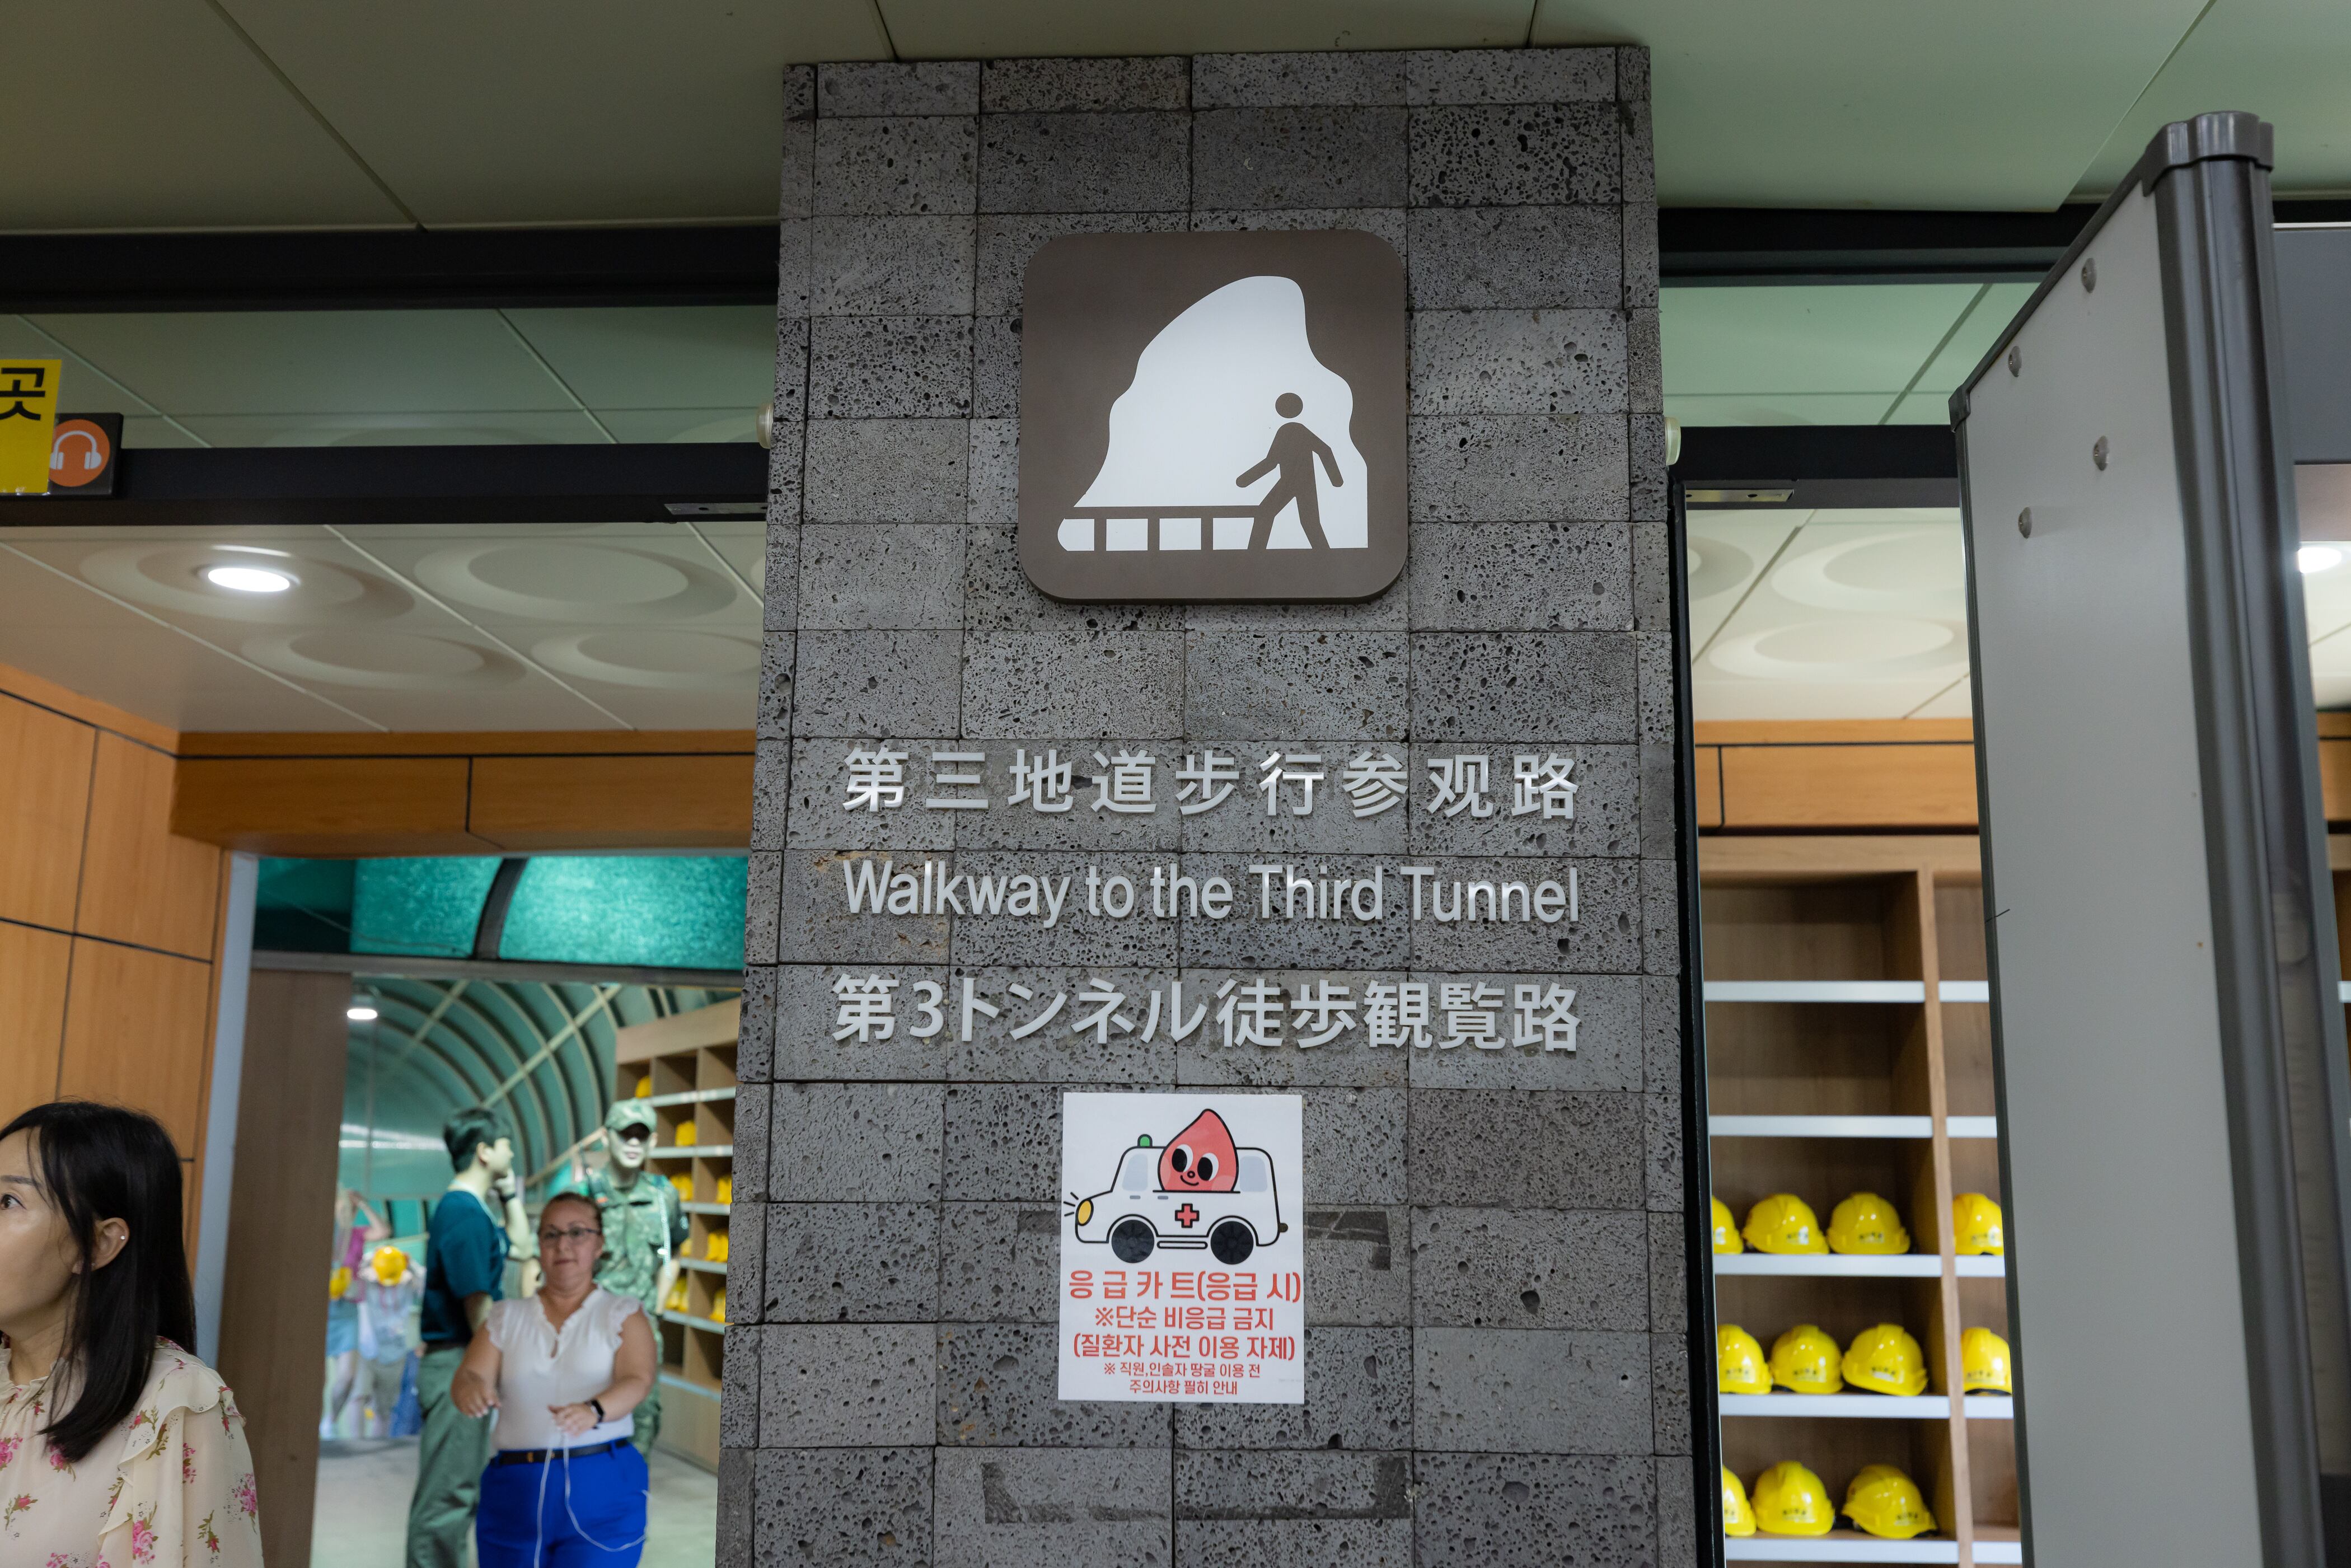 곳
第三地道步行参观路
Walkway to the Third Tunnel
第3トンネル徒歩観覧路
응 급 카 트(응급 시)
※단순 비응급 금지
(질환자 사전 이용 자제)
※ 직원,인솔자 땅굴 이용 전
주의사항 필히 안내